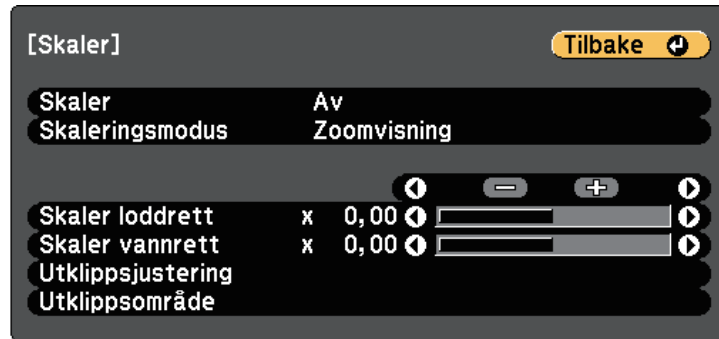 [Skaler] Tilbake
Skaler Av
Skaleringsmodus Zoomvisning
Skaler loddrett x 0,00
Skaler vannrett x 0,00
Utklippsjustering
Utklippsområde